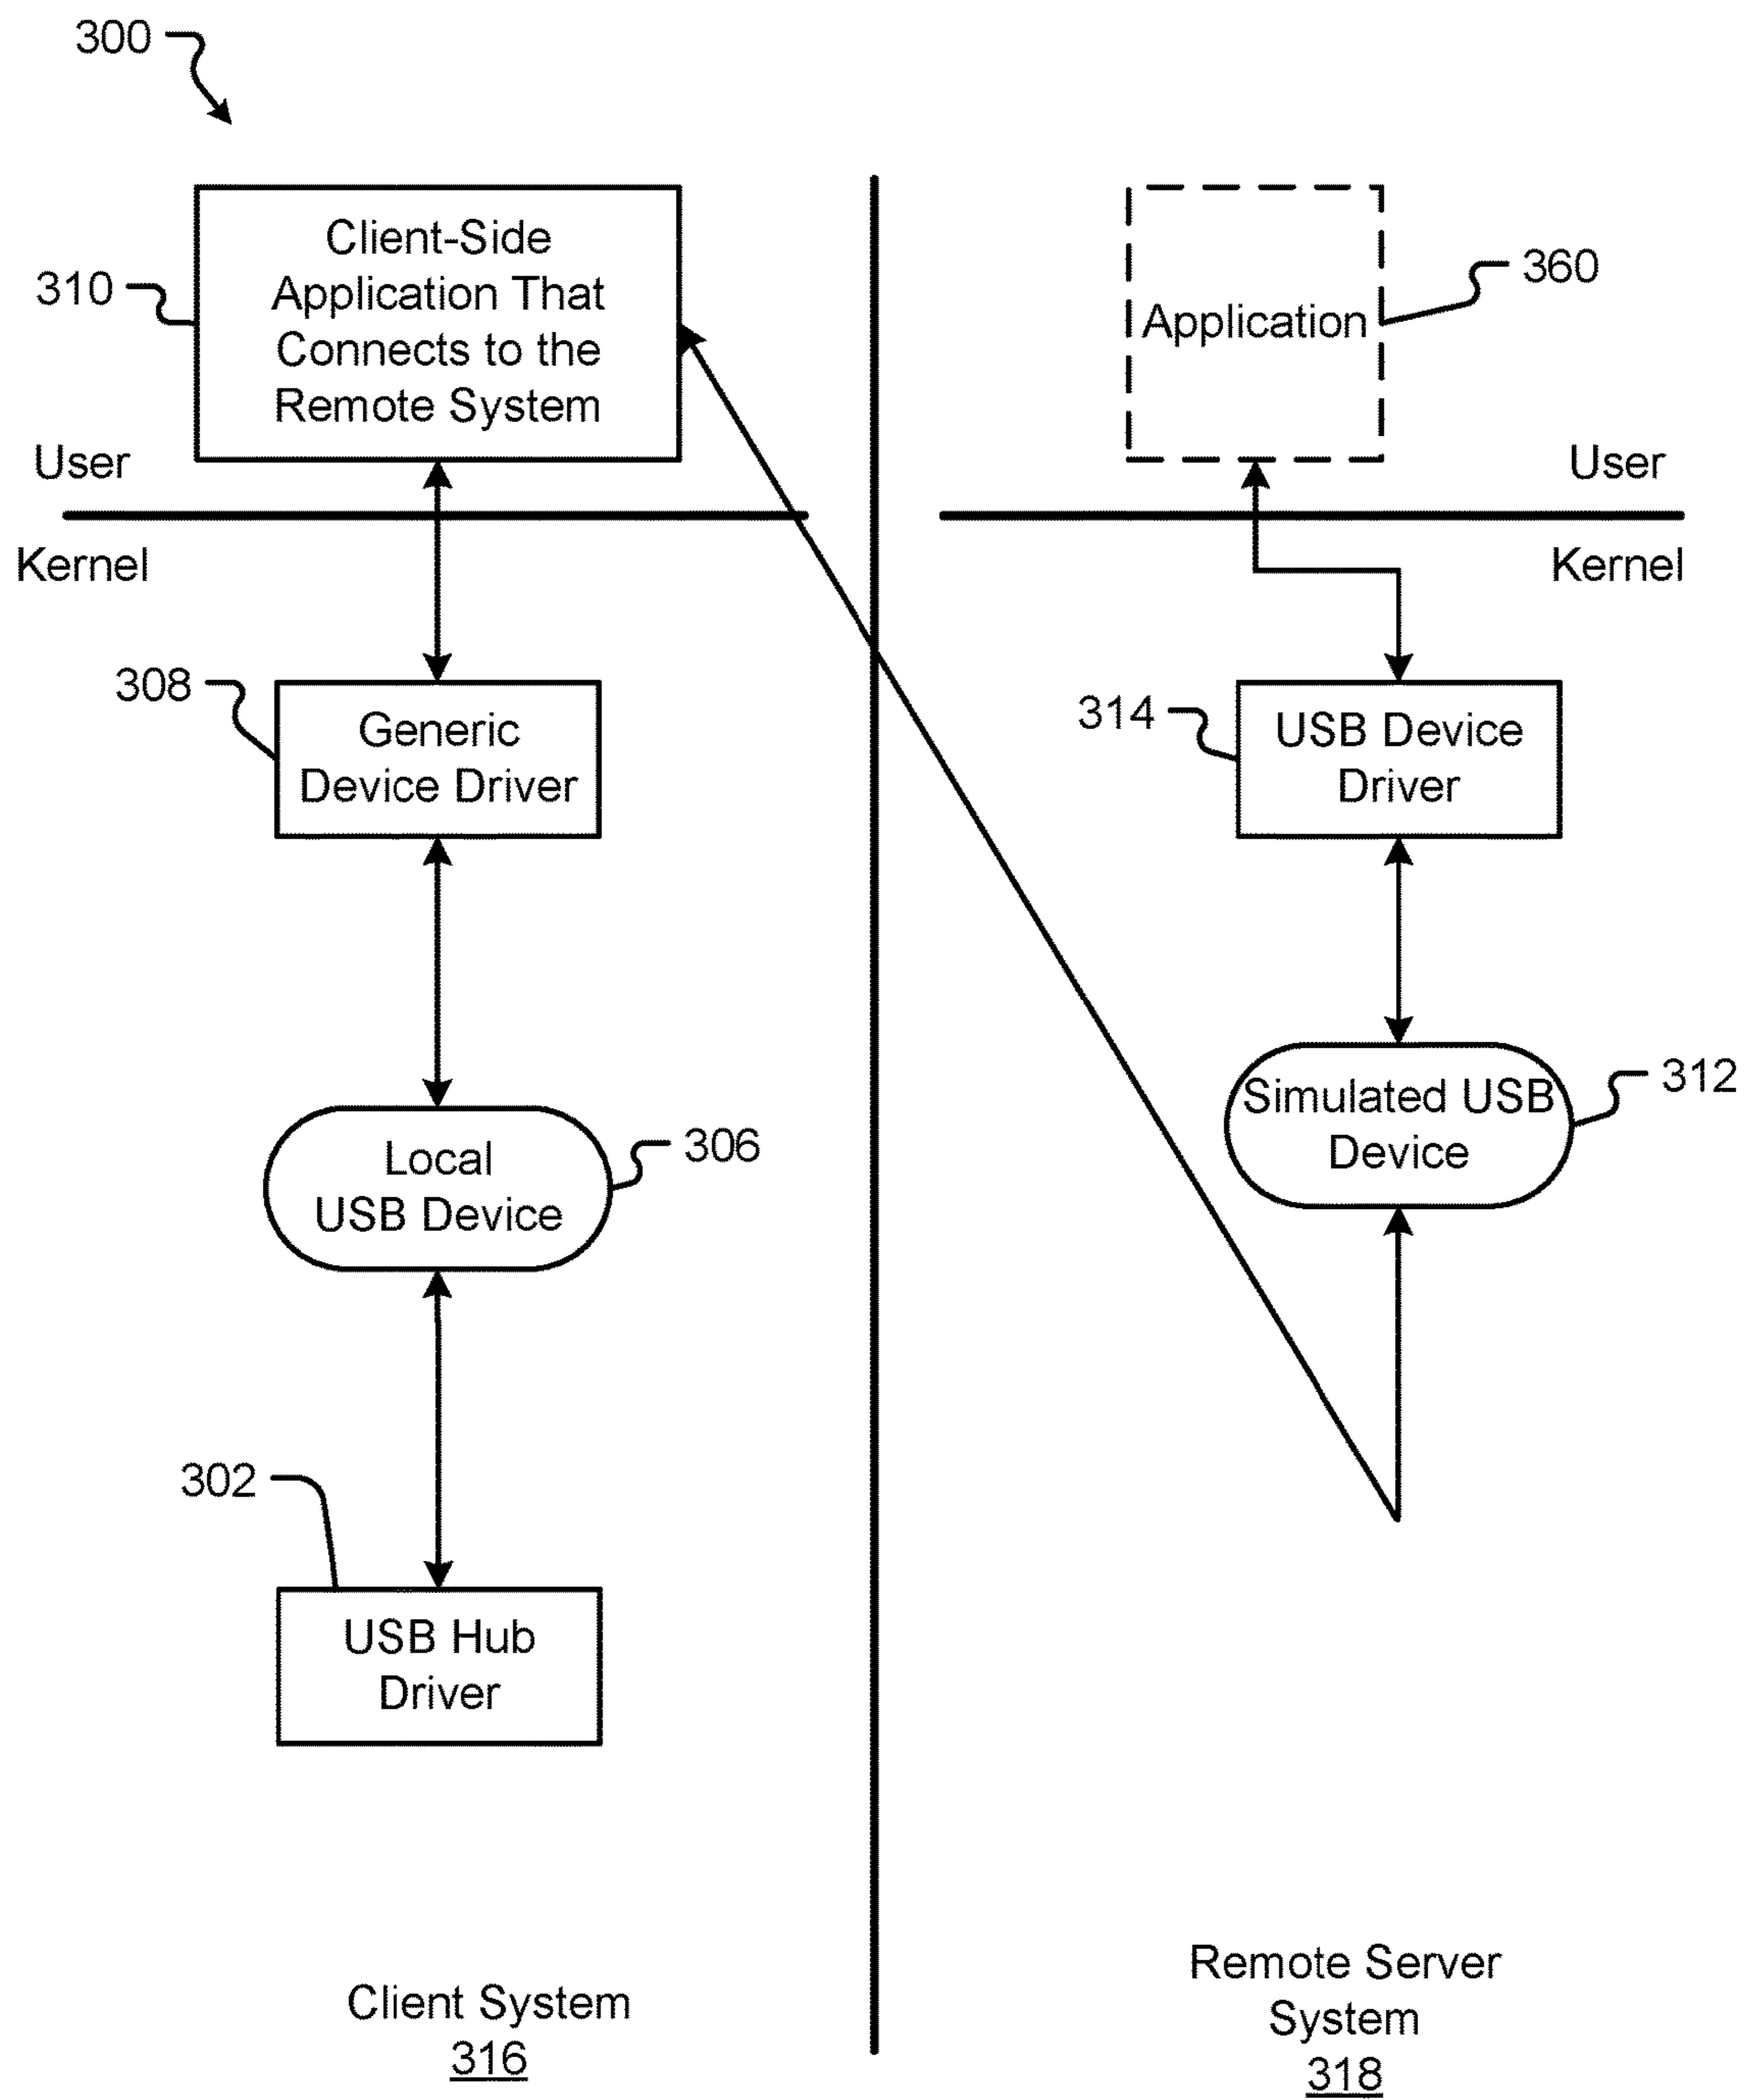 300
Client-Side
Application That
Connects to the
Remote System
310
Application
360
User
User
Kernel
Kernel
308
Generic
Device Driver
314
USB Device
Driver
Simulated USB
Device
312
Local
USB Device
306
302
USB Hub
Driver
Client System
316
Remote Server
System
318